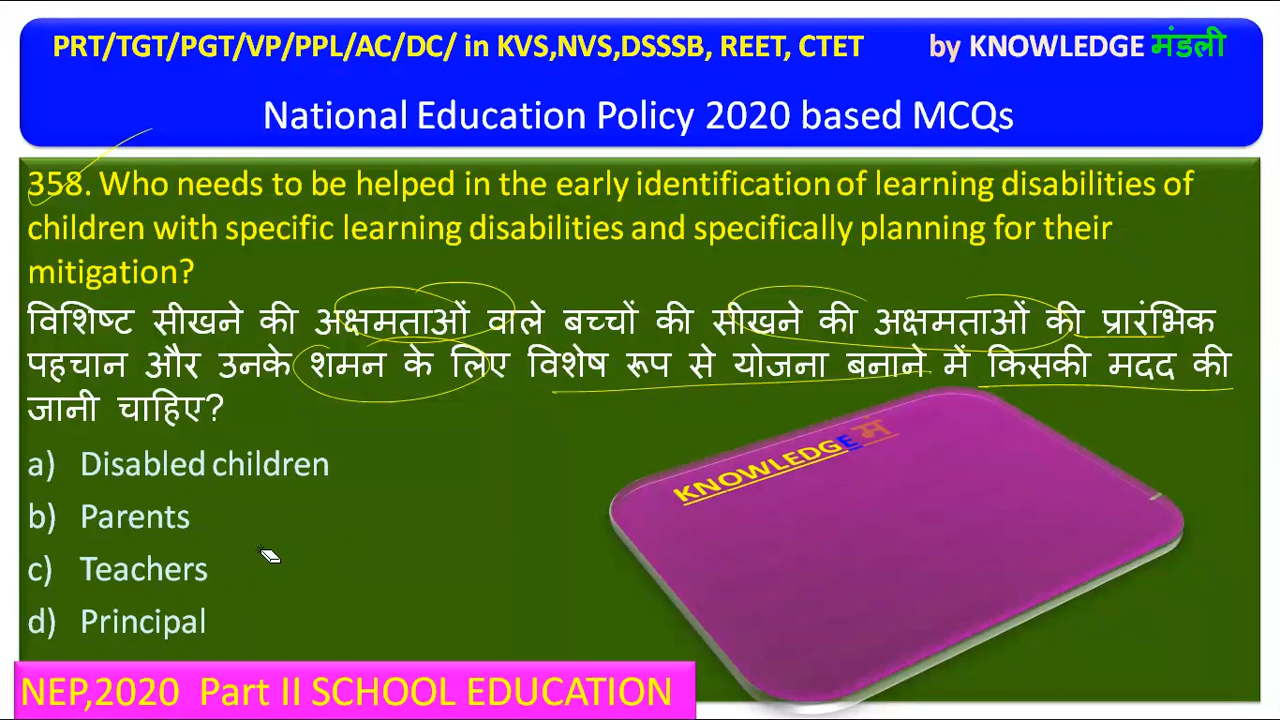 PRT/TGT/PGT/VP/PPL/AC/DC/ in KVS,NVS,DSSSB, REET, CTET by KNOWLEDGE मंडली
National Education Policy 2020 based MCQs
358. Who needs to be helped in the early identification of learning disabilities of
children with specific learning disabilities and specifically planning for their
mitigation?
विशिष्ट सीखने की अक्षमताओं वाले बच्चों की सीखने की अक्षमताओं की प्रारंभिक
पहचान और उनके शमन के लिए विशेष रूप से योजना बनाने में किसकी मदद की
जानी चाहिए?
a) Disabled children
KNOWLEDGE म
b) Parents
c) Teachers
d) Principal
NEP,2020 Part II SCHOOL EDUCATION